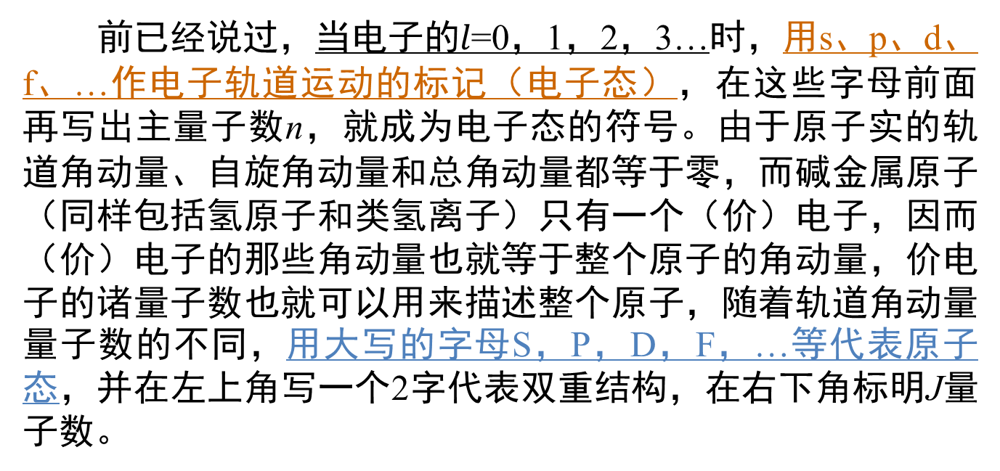 前已经说过，当电子的l=0，1，2，3…时，用s、p、d、
f、…作电子轨道运动的标记（电子态），在这些字母前面
再写出主量子数n，就成为电子态的符号。由于原子实的轨
道角动量、自旋角动量和总角动量都等于零，而碱金属原子
（同样包括氢原子和类氢离子）只有一个（价）电子，因而
（价）电子的那些角动量也就等于整个原子的角动量，价电
子的诸量子数也就可以用来描述整个原子，随着轨道角动量
量子数的不同，用大写的字母S，P，D，F，…等代表原子
态，并在左上角写一个2字代表双重结构，在右下角标明J量
子数。